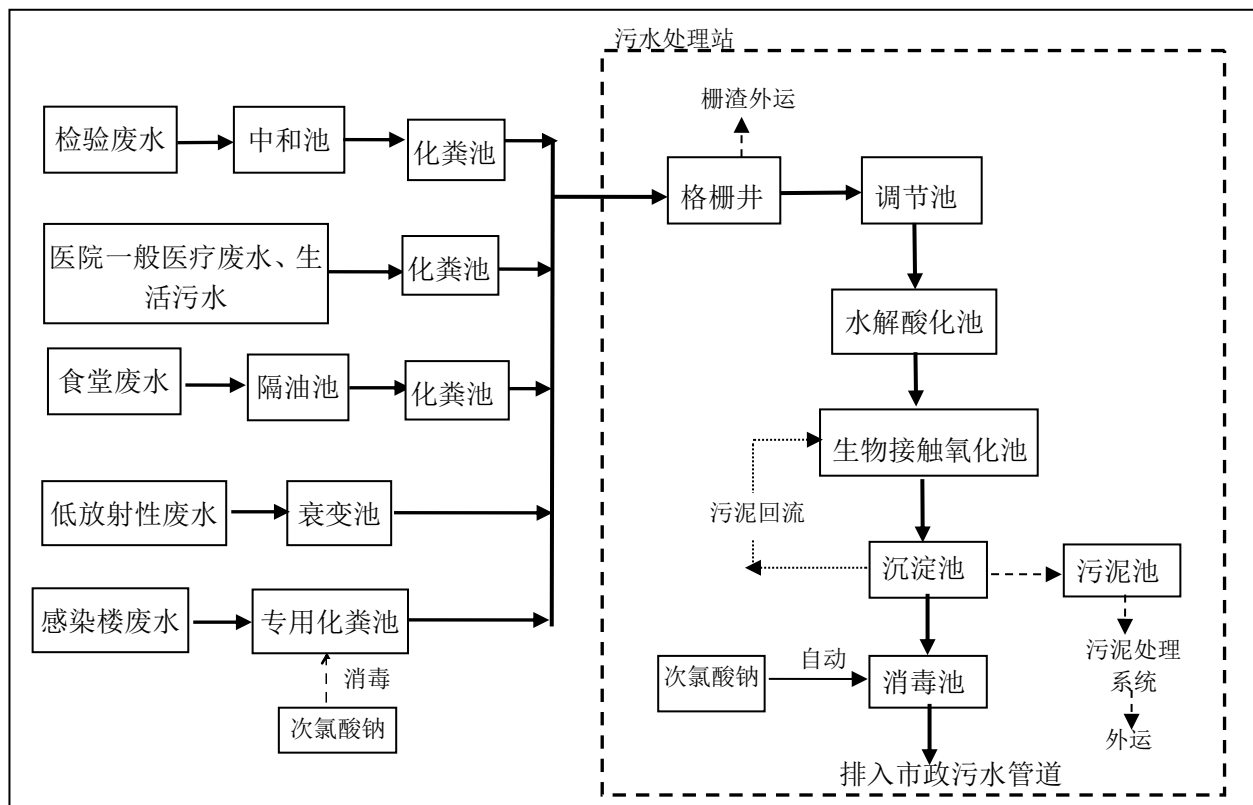 污水处理站
栅渣外运
检验废水
中和池
化粪池
格栅井
调节池
医院一般医疗废水、生
活污水
化粪池
水解酸化池
食堂废水
隔油池
化粪池
生物接触氧化池
污泥回流
低放射性废水
衰变池
沉淀池
污泥池
感染楼废水
专用化粪池
消毒
次氯酸钠
次氯酸钠
自动
消毒池
污泥处理
系统
外运
排入市政污水管道